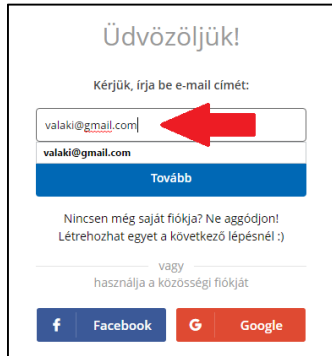 Üdvözöljük!
Kérjük, írja be e-mail címét:
valaki@gmail.com
valaki@gmail.com
Tovább
Nincsen még saját fiókja? Ne aggódjon!
Létrehozhat egyet a következő lépésnél :)
vagy
használja a közösségi fiókját
f Facebook
G Google